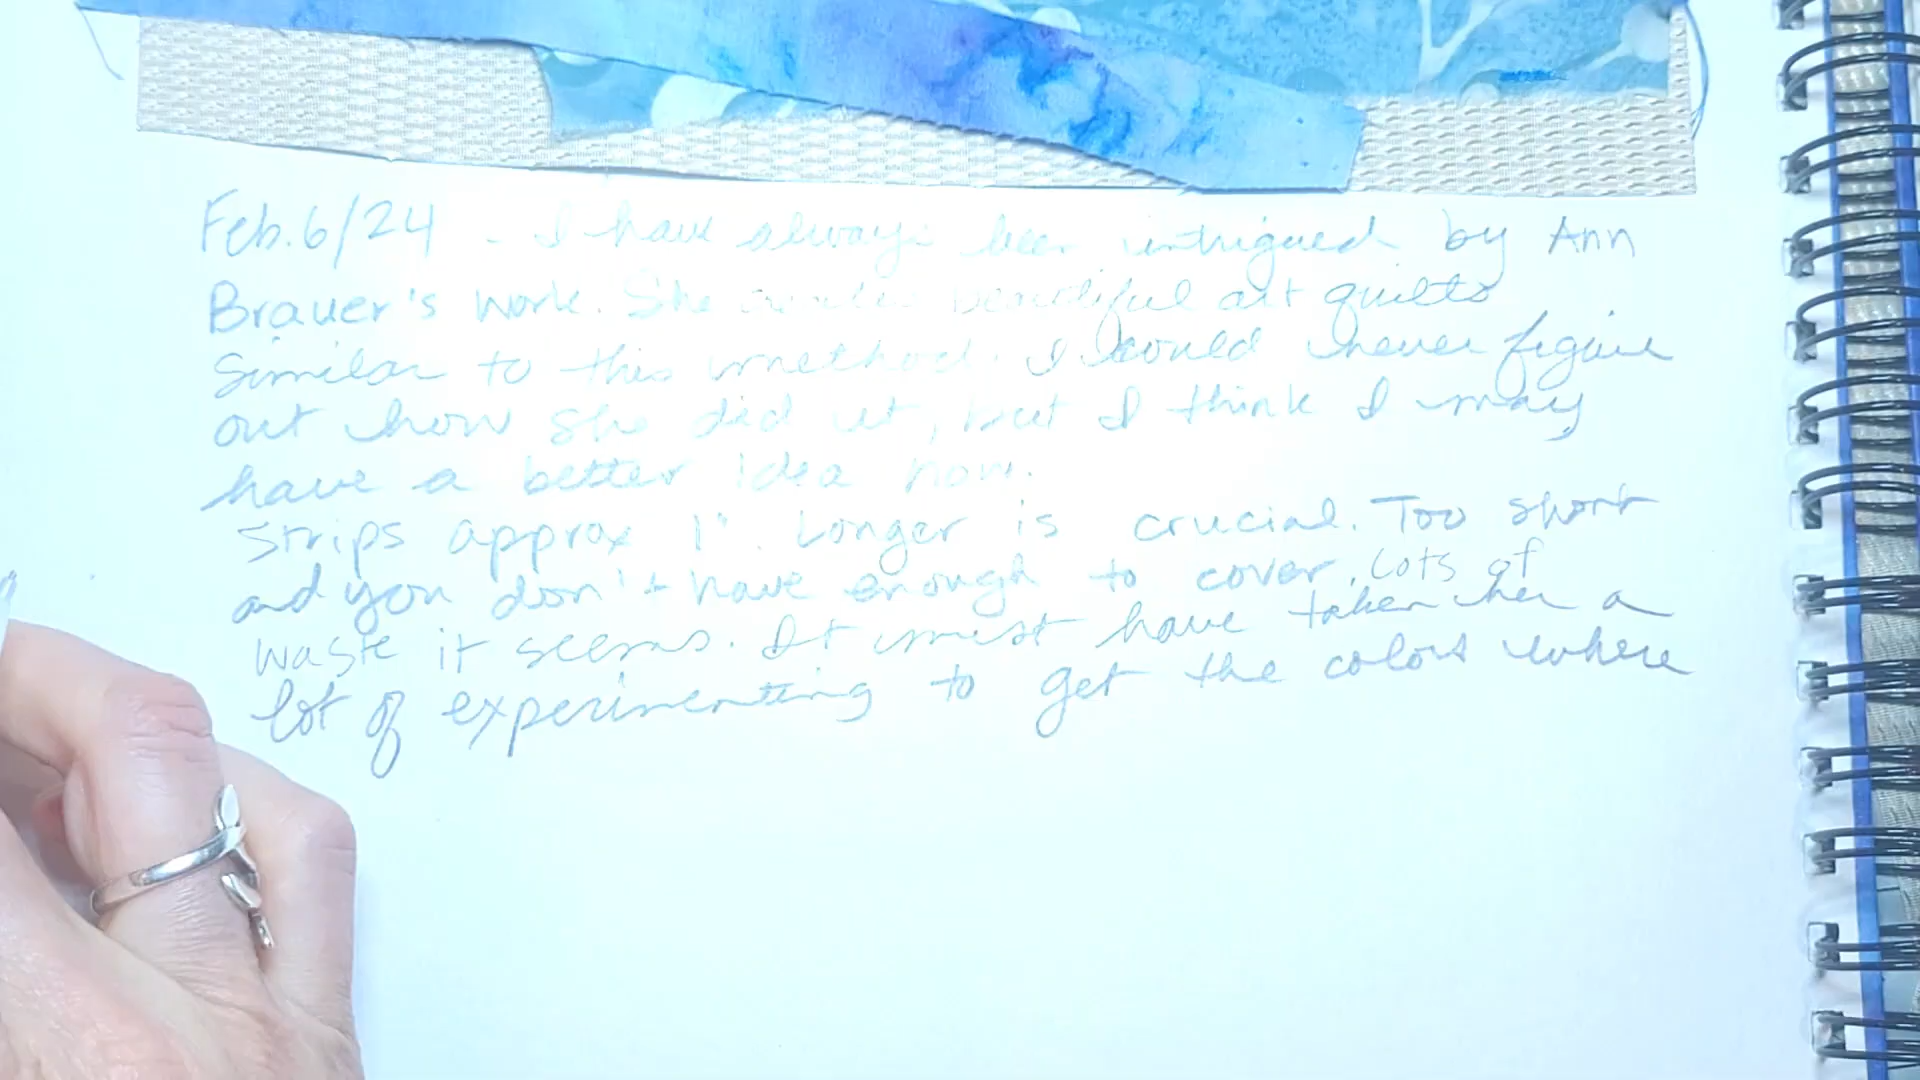 Feb. 6/24 - I have always been intrigued by Ann
Brauer's work. She creates beautiful art quilts
similar to this method. I could never figure
out how she did it, but I think I may
have a better idea now.
Strips approx 1". Longer is crucial. Too short
and you don't have enough to cover. Lots of
waste it seems. It must have taken her a
lot of experimenting to get the colors where